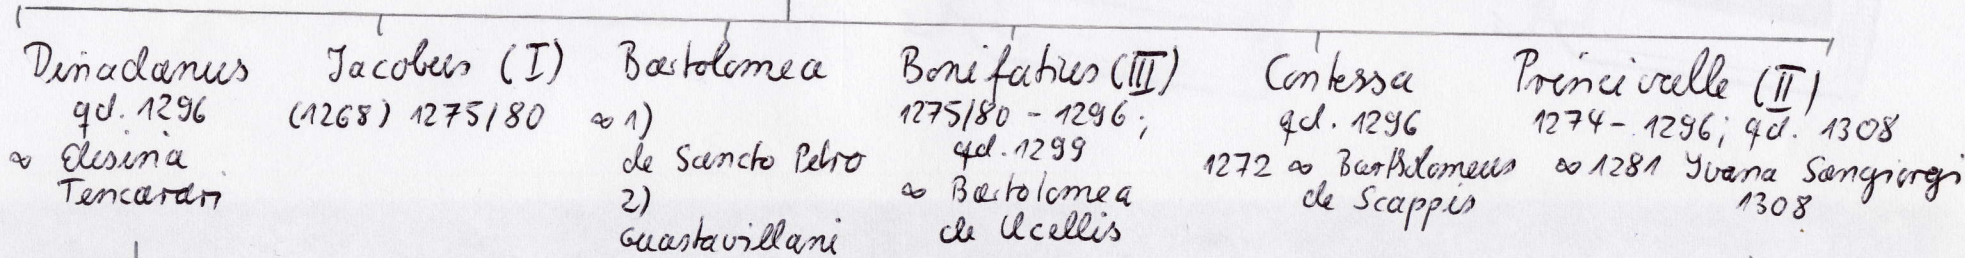 Dinadanus
qd. 1296
∞ Elisina
Tencarari
Jacobus (I)
(1268) 1275/80
Bartolomea
∞ 1)
de Sancto Petro
2)
Guastavillani
Bonifatius (III)
1275/80 - 1296;
qd. 1299
∞ Bartolomea
de Ucellis
Contessa
qd. 1296
1272 ∞ Bartholomeus
de Scappis
Princivalle (II)
1274 - 1296; qd. 1308
∞ 1281 Yvana Sangiorgi
1308